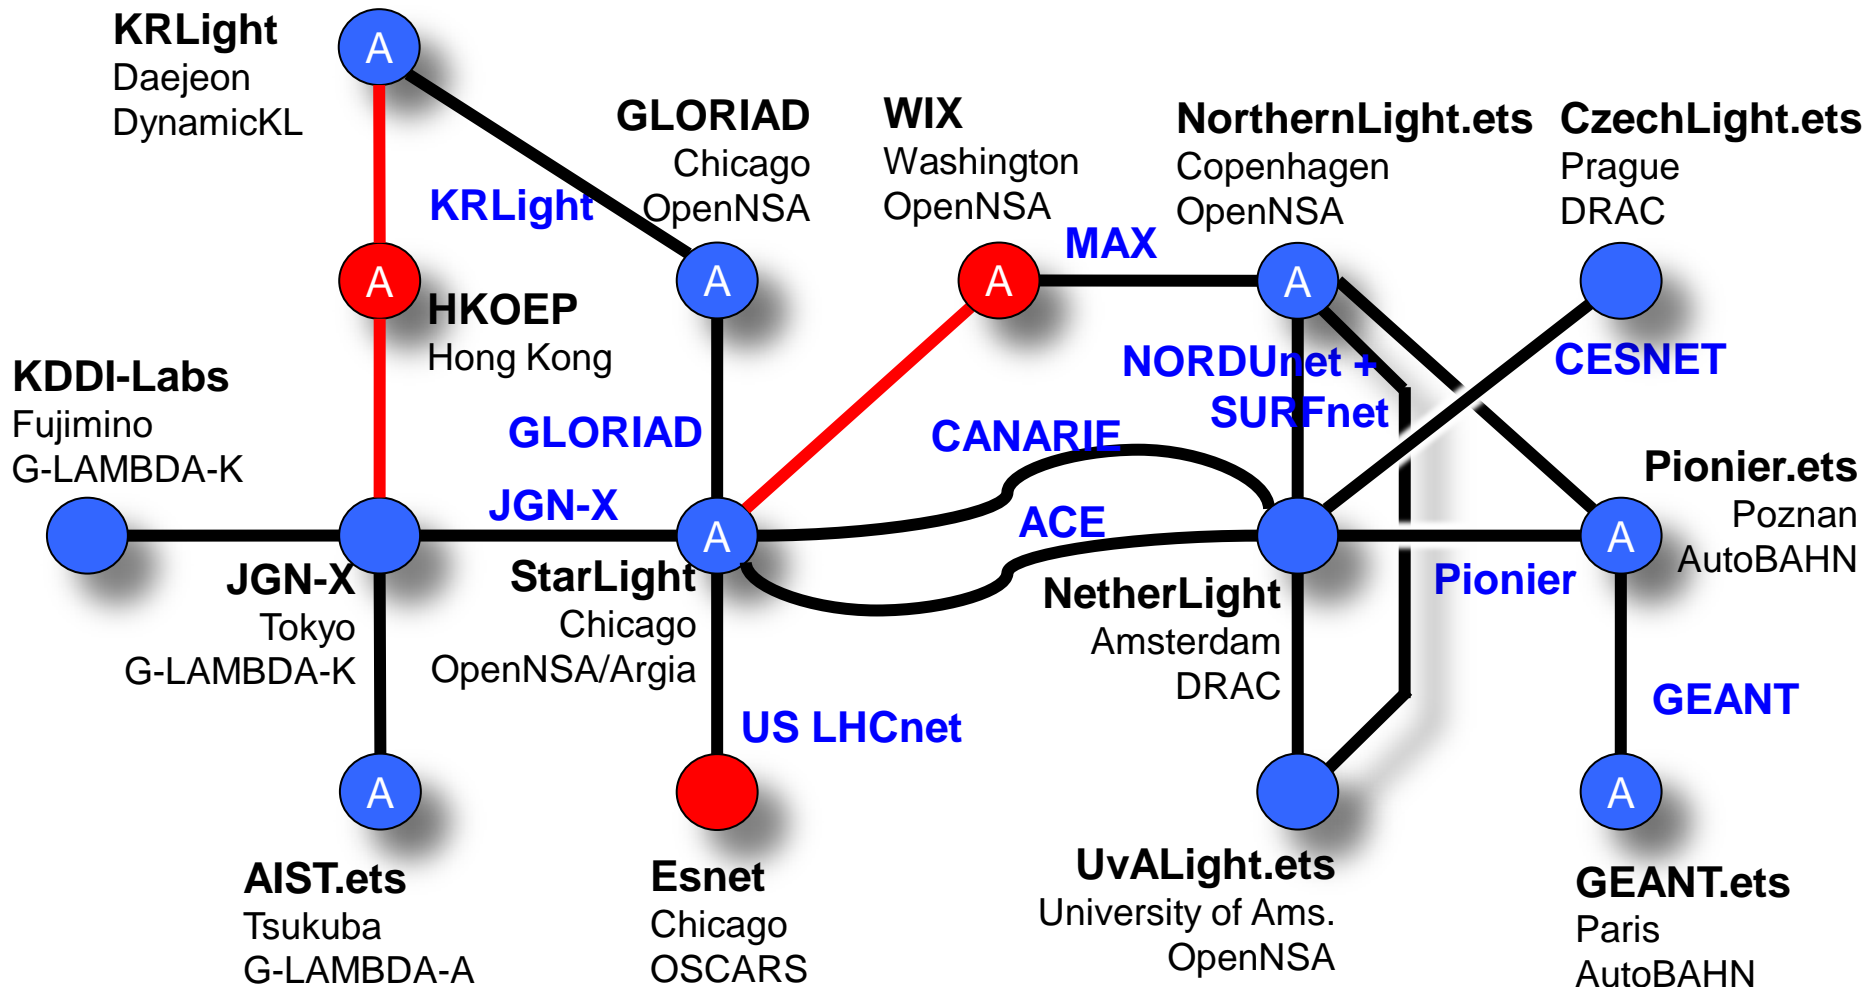 KRLight
Daejeon
DynamicKL
A
GLORIAD
Chicago
OpenNSA
WIX
Washington
OpenNSA
NorthernLight.ets
Copenhagen
OpenNSA
CzechLight.ets
Prague
DRAC
KRLight
MAX
A
A
A
A
HKOEP
Hong Kong
NORDUnet +
SURFnet
CESNET
KDDI-Labs
Fujimino
G-LAMBDA-K
GLORIAD
CANARIE
Pionier.ets
Poznan
AutoBAHN
JGN-X
ACE
A
A
JGN-X
Tokyo
G-LAMBDA-K
StarLight
Chicago
OpenNSA/Argia
NetherLight
Amsterdam
DRAC
Pionier
US LHCnet
GEANT
A
A
AIST.ets
Tsukuba
G-LAMBDA-A
Esnet
Chicago
OSCARS
UvALight.ets
University of Ams.
OpenNSA
GEANT.ets
Paris
AutoBAHN